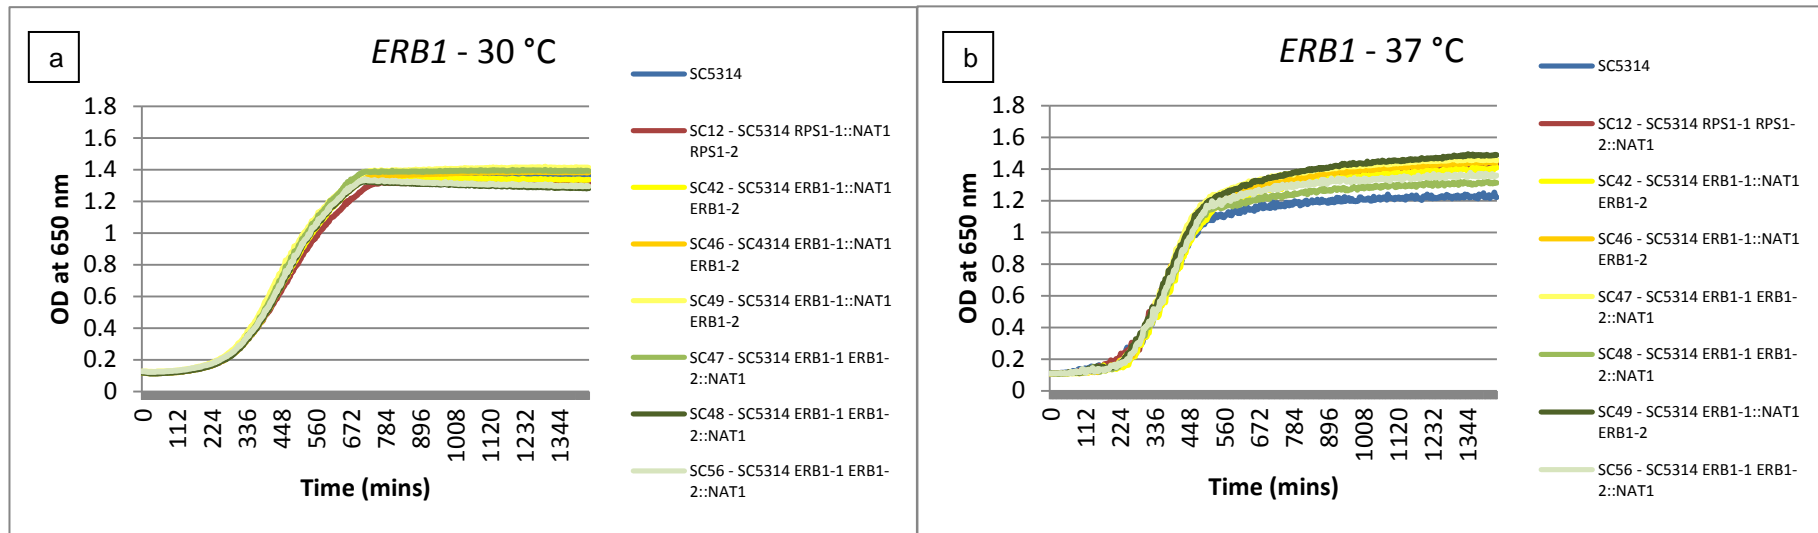 a
ERB1 - 30 °C
OD at 650 nm
1.8
1.6
1.4
1.2
1
0.8
0.6
0.4
0.2
0
0
112
224
336
448
560
672
784
896
1008
1120
1232
1344
Time (mins)
SC5314
SC12 - SC5314 RPS1-1::NAT1
RPS1-2
SC42 - SC5314 ERB1-1::NAT1
ERB1-2
SC46 - SC4314 ERB1-1::NAT1
ERB1-2
SC49 - SC5314 ERB1-1::NAT1
ERB1-2
SC47 - SC5314 ERB1-1 ERB1-
2::NAT1
SC48 - SC5314 ERB1-1 ERB1-
2::NAT1
SC56 - SC5314 ERB1-1 ERB1-
2::NAT1
b
ERB1 - 37 °C
OD at 650 nm
1.8
1.6
1.4
1.2
1
0.8
0.6
0.4
0.2
0
0
112
224
336
448
560
672
784
896
1008
1120
1232
1344
Time (mins)
SC5314
SC12 - SC5314 RPS1-1 RPS1-
2::NAT1
SC42 - SC5314 ERB1-1::NAT1
ERB1-2
SC46 - SC5314 ERB1-1::NAT1
ERB1-2
SC47 - SC5314 ERB1-1 ERB1-
2::NAT1
SC48 - SC5314 ERB1-1 ERB1-
2::NAT1
SC49 - SC5314 ERB1-1::NAT1
ERB1-2
SC56 - SC5314 ERB1-1 ERB1-
2::NAT1